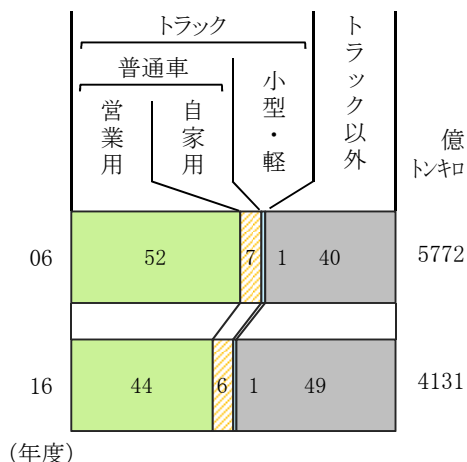 トラック
普通車
営業用
自家用
小型・軽
トラック以外
億
トンキロ
06 52 7 1 40 5772
16 44 6 1 49 4131
(年度)